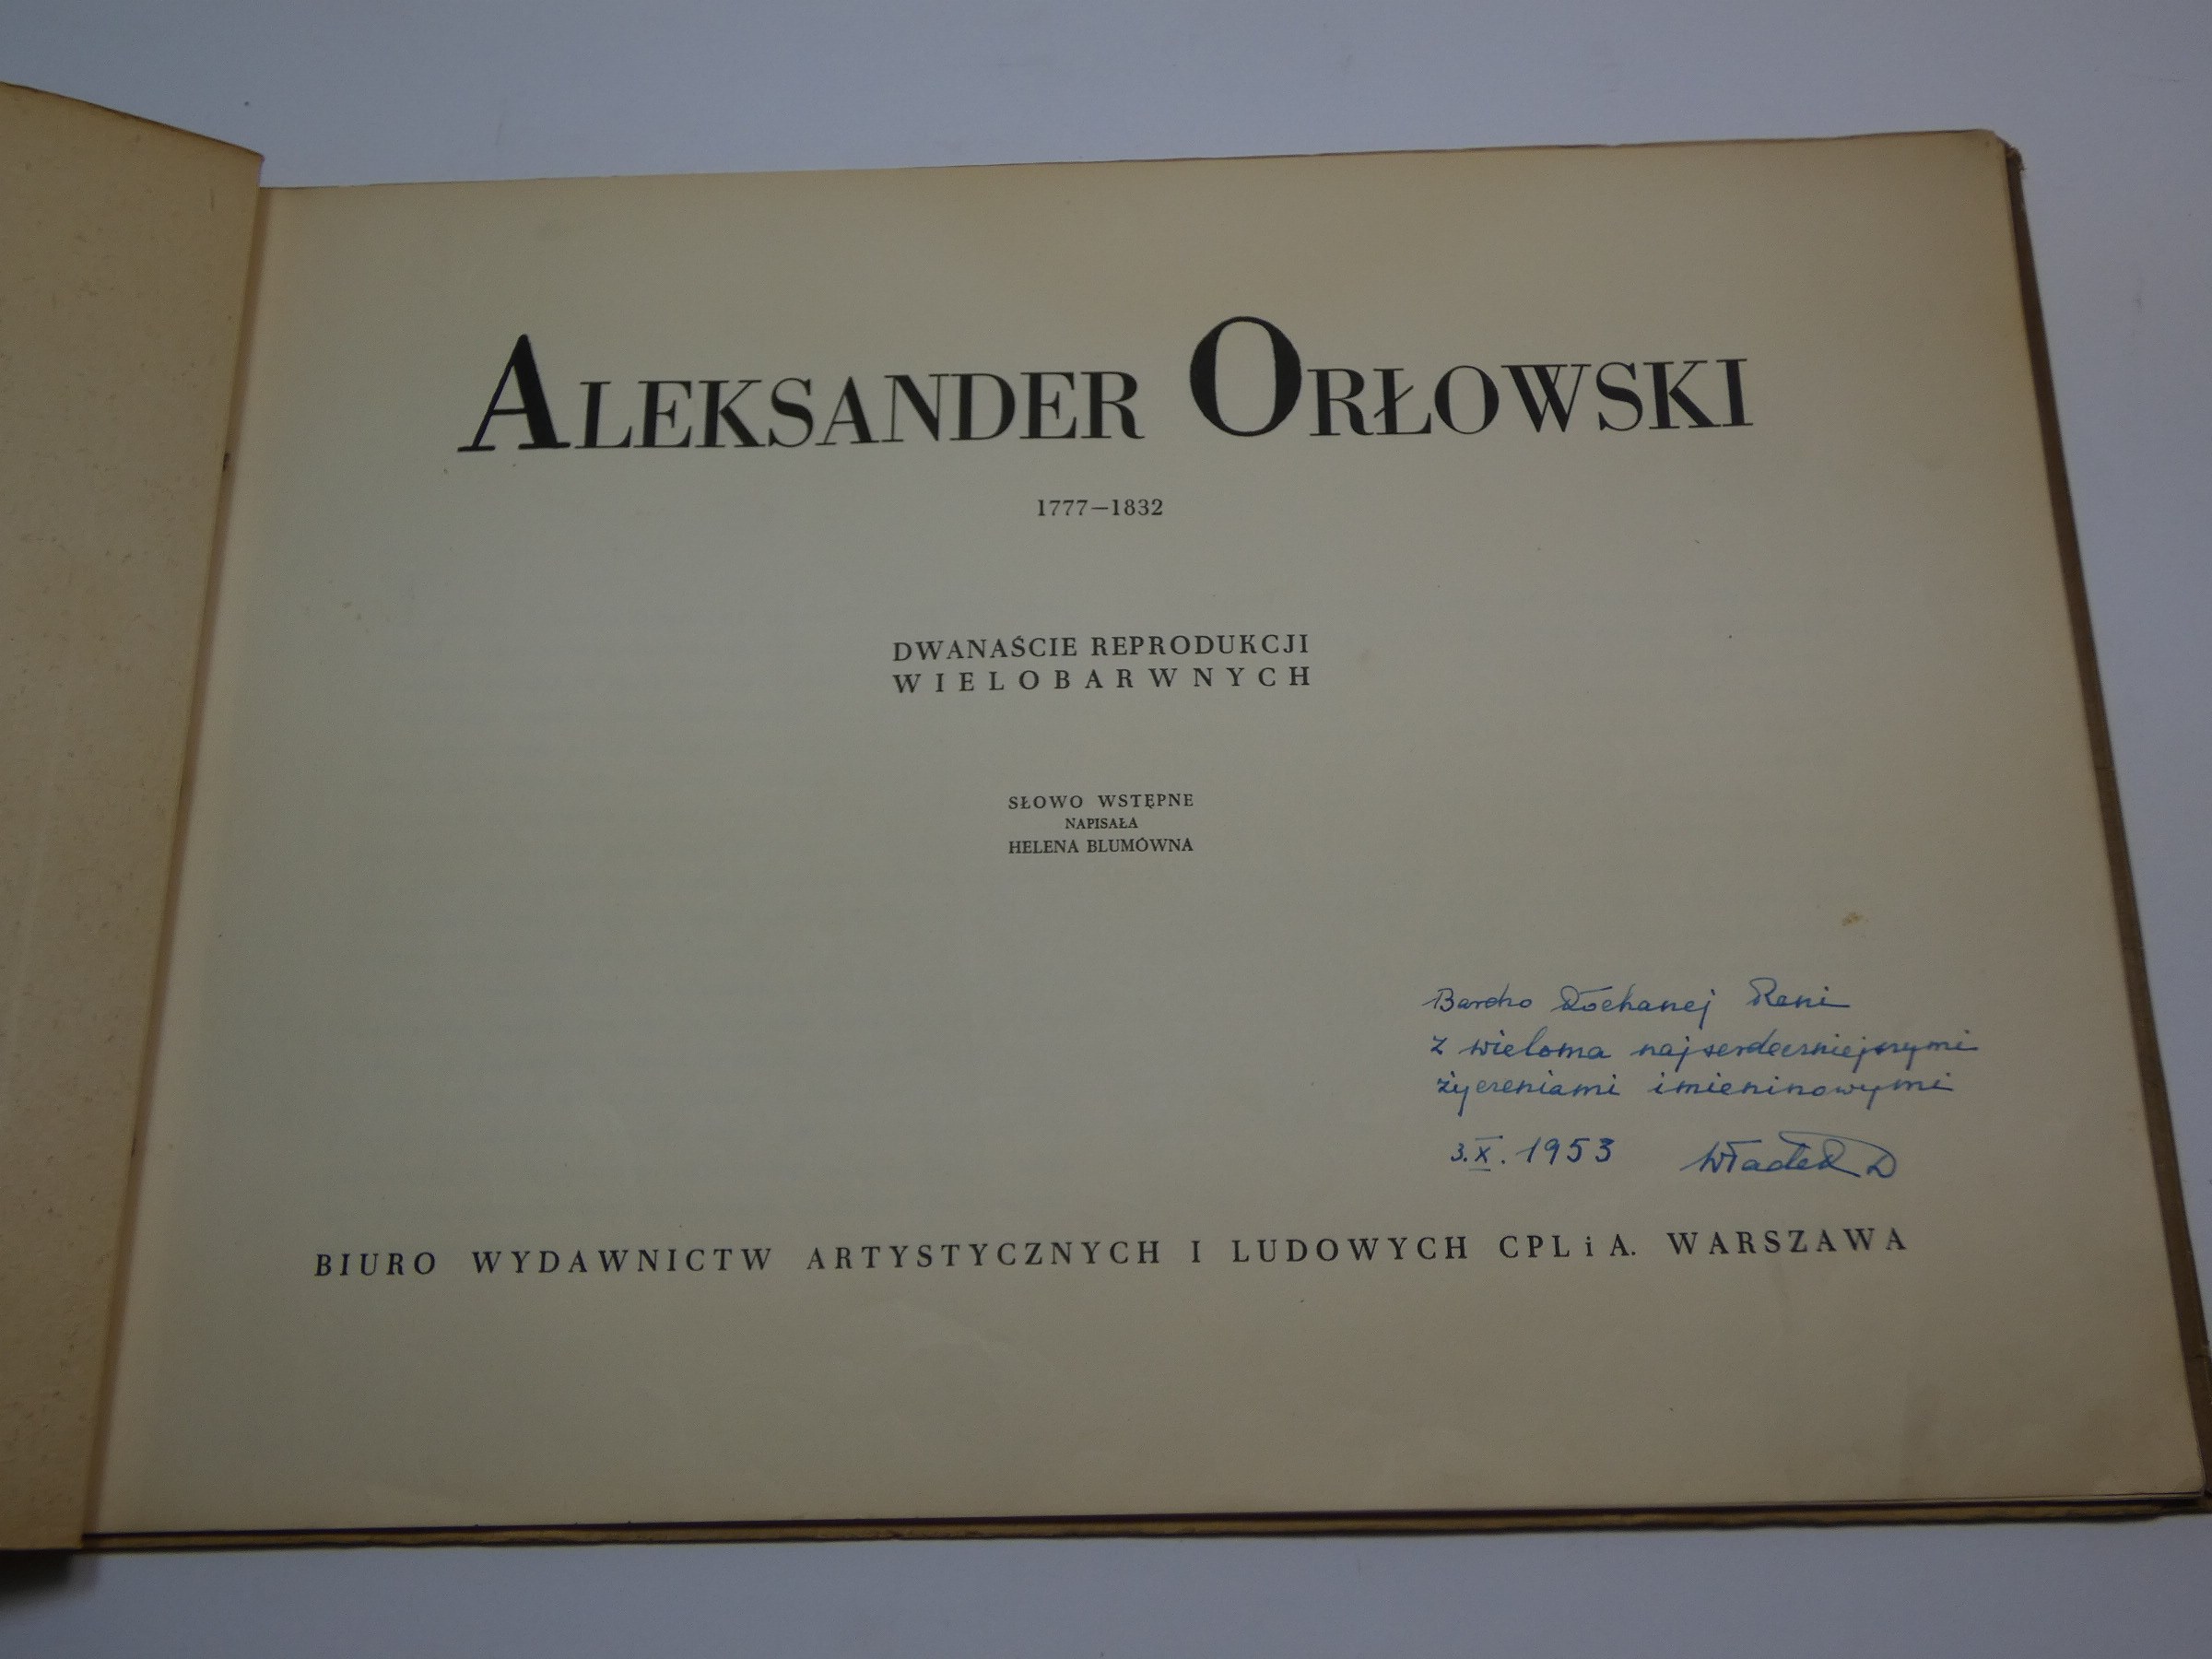 ALEKSANDER ORŁOWSKI
1777—1832
DWANAŚCIE REPRODUKCJI
WIELOBARWNYCH
SŁOWO WSTĘPNE
NAPISAŁA
HELENA BLUMÓWNA
Bardzo Kochanej Reni
z wieloma najserdeczniejszymi
życzeniami imieninowymi
3.X.1953 Władek D
BIURO WYDAWNICTW ARTYSTYCZNYCH I LUDOWYCH CPL i A. WARSZAWA